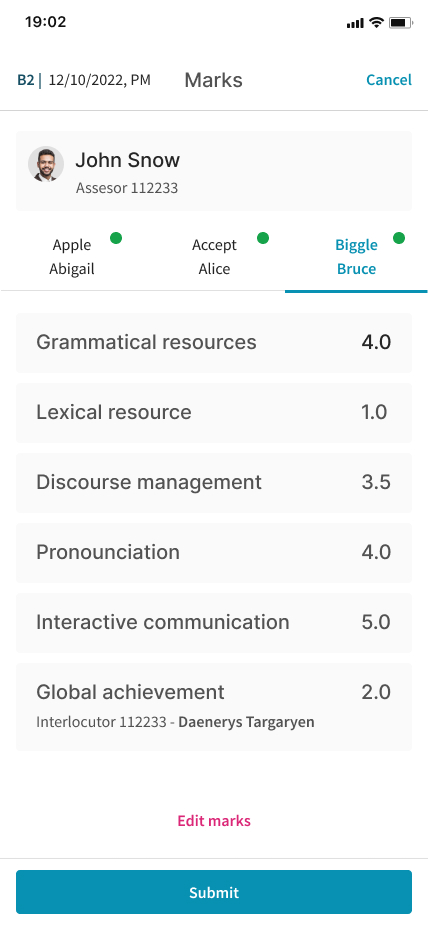 19:02
B2 | 12/10/2022, PM Marks Cancel
John Snow
Assesor 112233
Apple
Abigail
Accept
Alice
Biggle
Bruce
Grammatical resources 4.0
Lexical resource 1.0
Discourse management 3.5
Pronounciation 4.0
Interactive communication 5.0
Global achievement 2.0
Interlocutor 112233 - Daenerys Targaryen
Edit marks
Submit